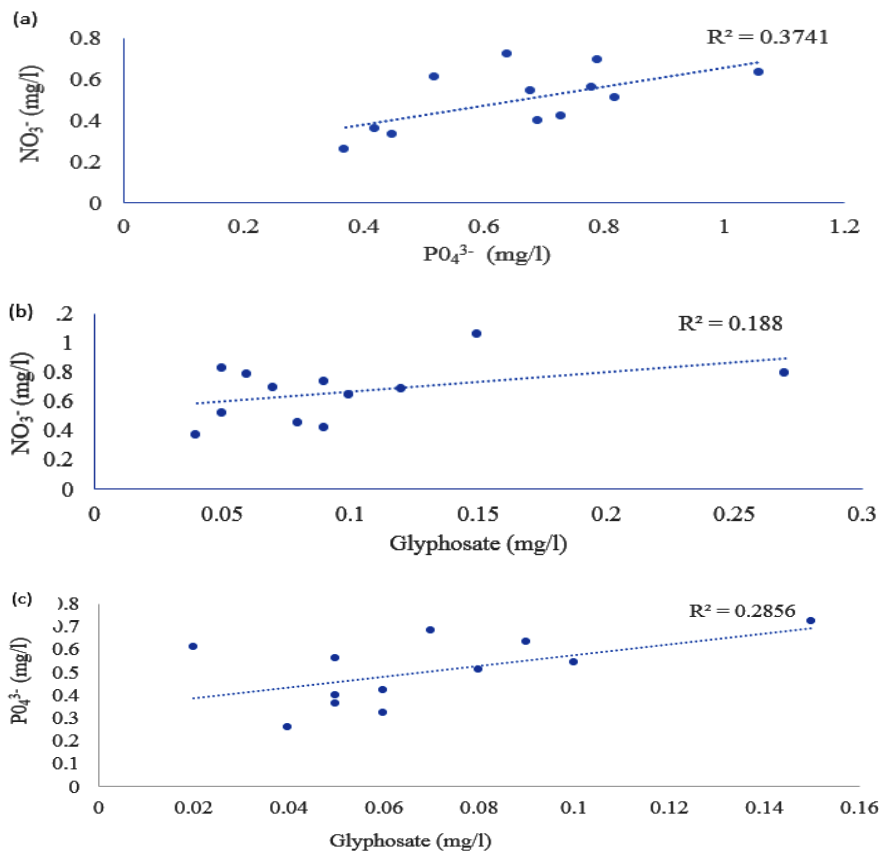 (a)
R² = 0.3741
NO₃⁻ (mg/l)
0.8
0.6
0.4
0.2
0
0 0.4 0.6 0.8 1 1.2
P0₄³⁻ (mg/l)
(b)
R² = 0.188
NO₃⁻ (mg/l)
.2
1
0.8
0.6
0.4
0.2
0
0 0.05 0.1 0.15 0.2 0.25 0.3
Glyphosate (mg/l)
(c)
R² = 0.2856
P0₄³⁻ (mg/l)
0.8
0.7
0.6
0.5
0.4
0.3
0.2
0.1
0
0 0.02 0.04 0.06 0.08 0.1 0.14 0.16
Glyphosate (mg/l)